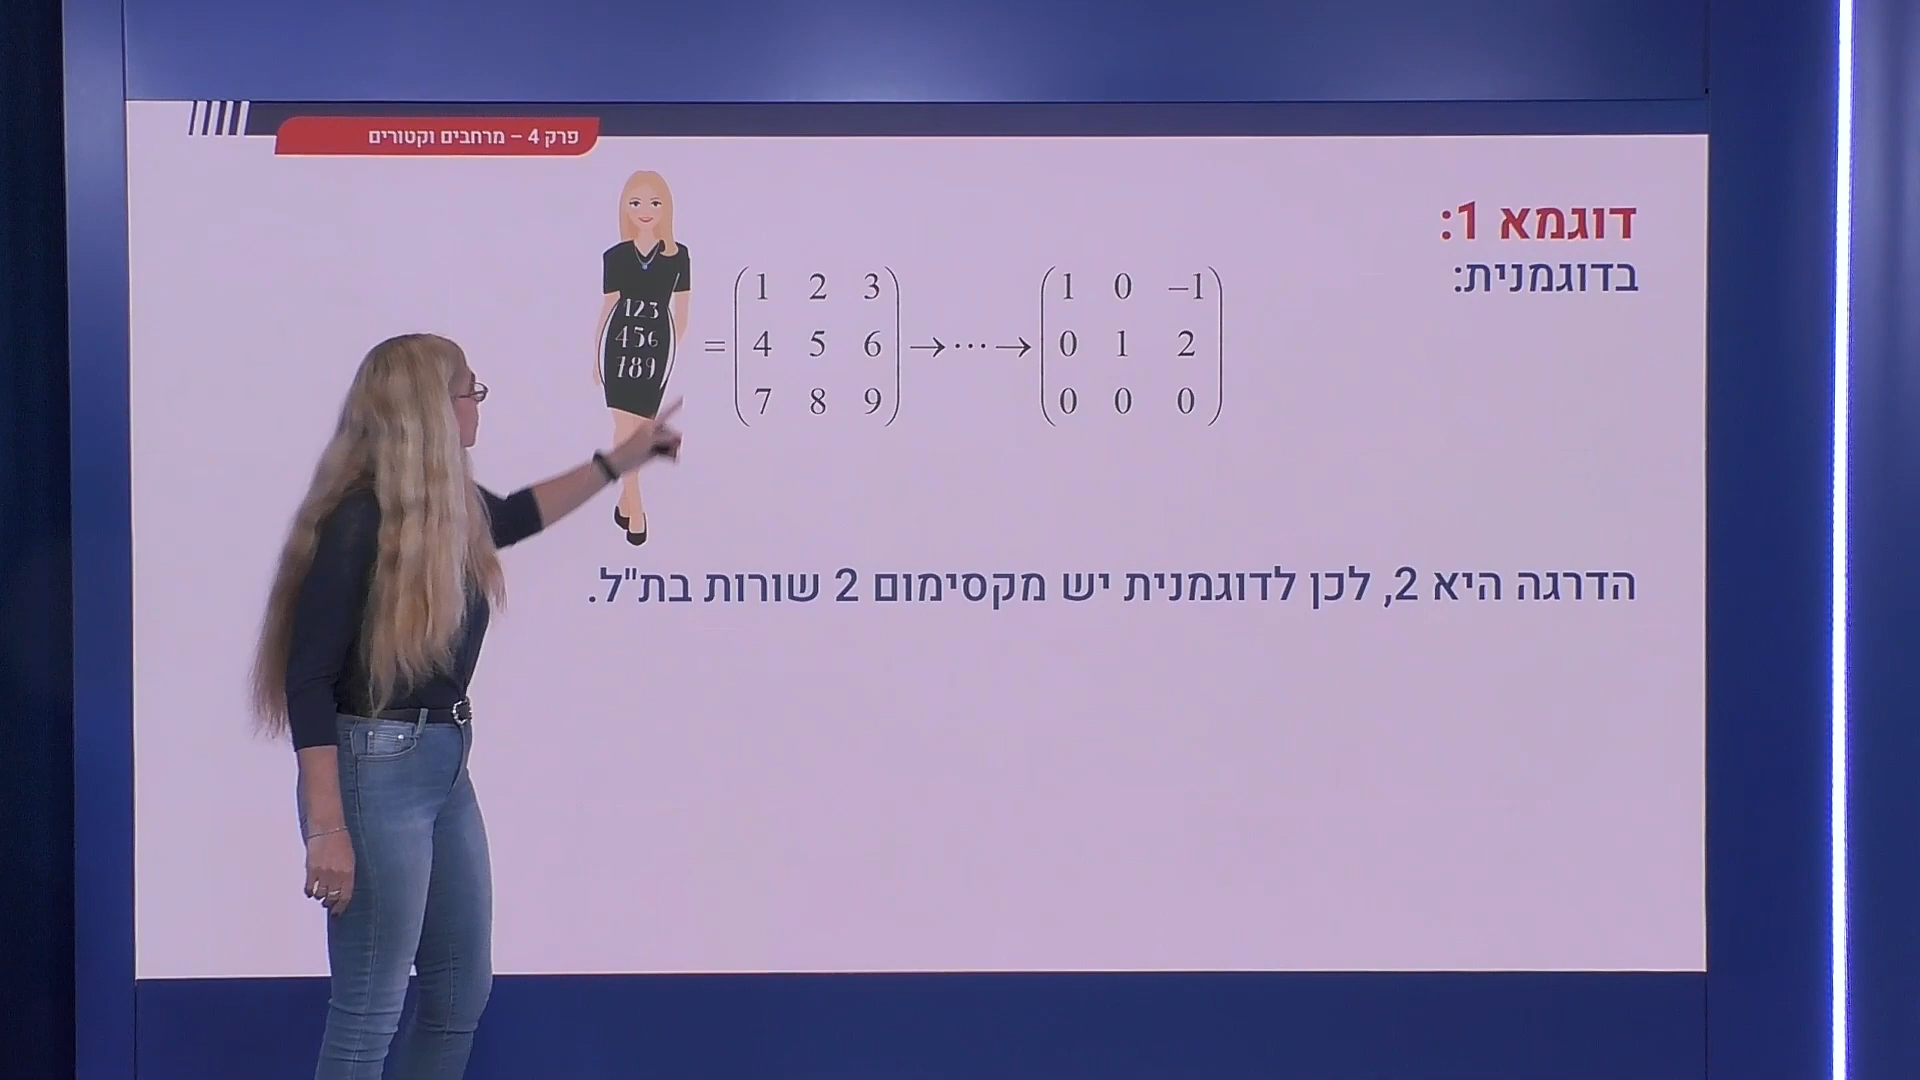 פרק 4 – מרחבים וקטורים
דוגמא 1:
בדוגמנית:
123
456
789
= (1 2 3
4 5 6
7 8 9) → ⋯ → (1 0 −1
0 1 2
0 0 0)
הדרגה היא 2, לכן לדוגמנית יש מקסימום 2 שורות בת"ל.